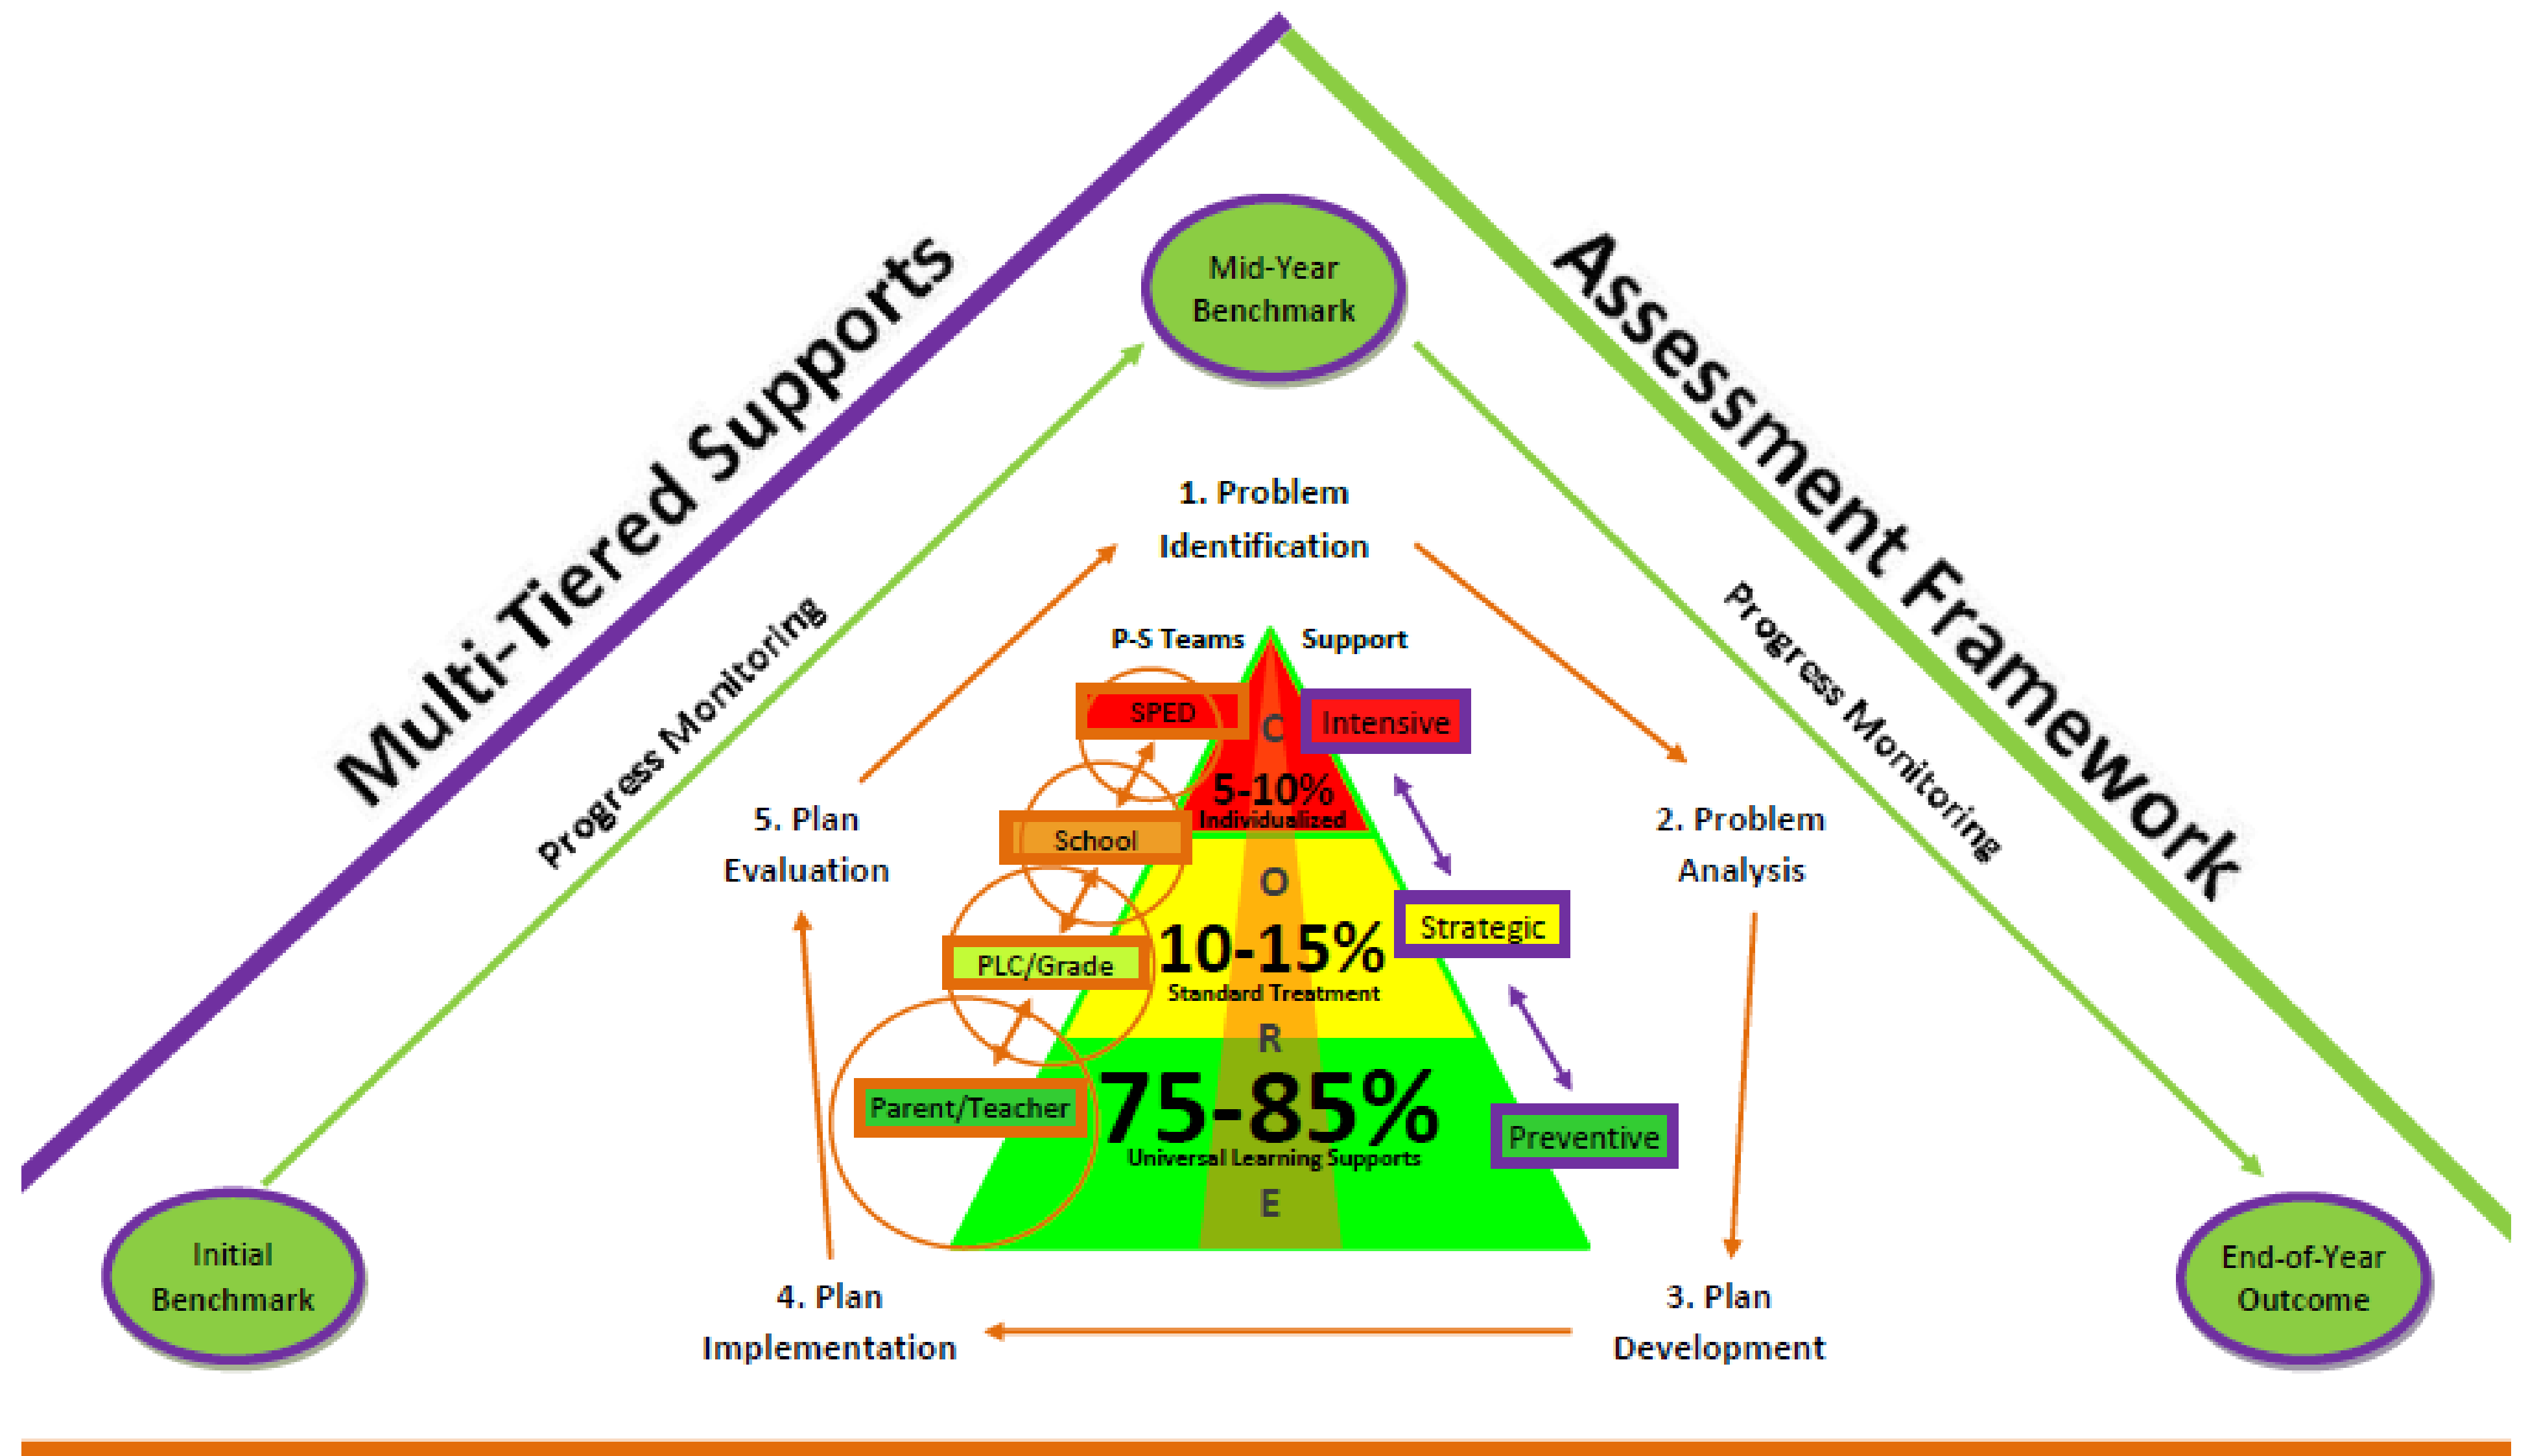 Multi-Tiered Supports
Assessment Framework
Mid-Year
Benchmark
Progress Monitoring
Progress Monitoring
1. Problem
Identification
P-S Teams
Support
SPED
C
Intensive
5-10%
Individualized
5. Plan
Evaluation
School
2. Problem
Analysis
O
Strategic
10-15%
PLC/Grade
Standard Treatment
R
75-85%
Parent/Teacher
Preventive
Universal Learning Supports
E
Initial
Benchmark
End-of-Year
Outcome
4. Plan
Implementation
3. Plan
Development